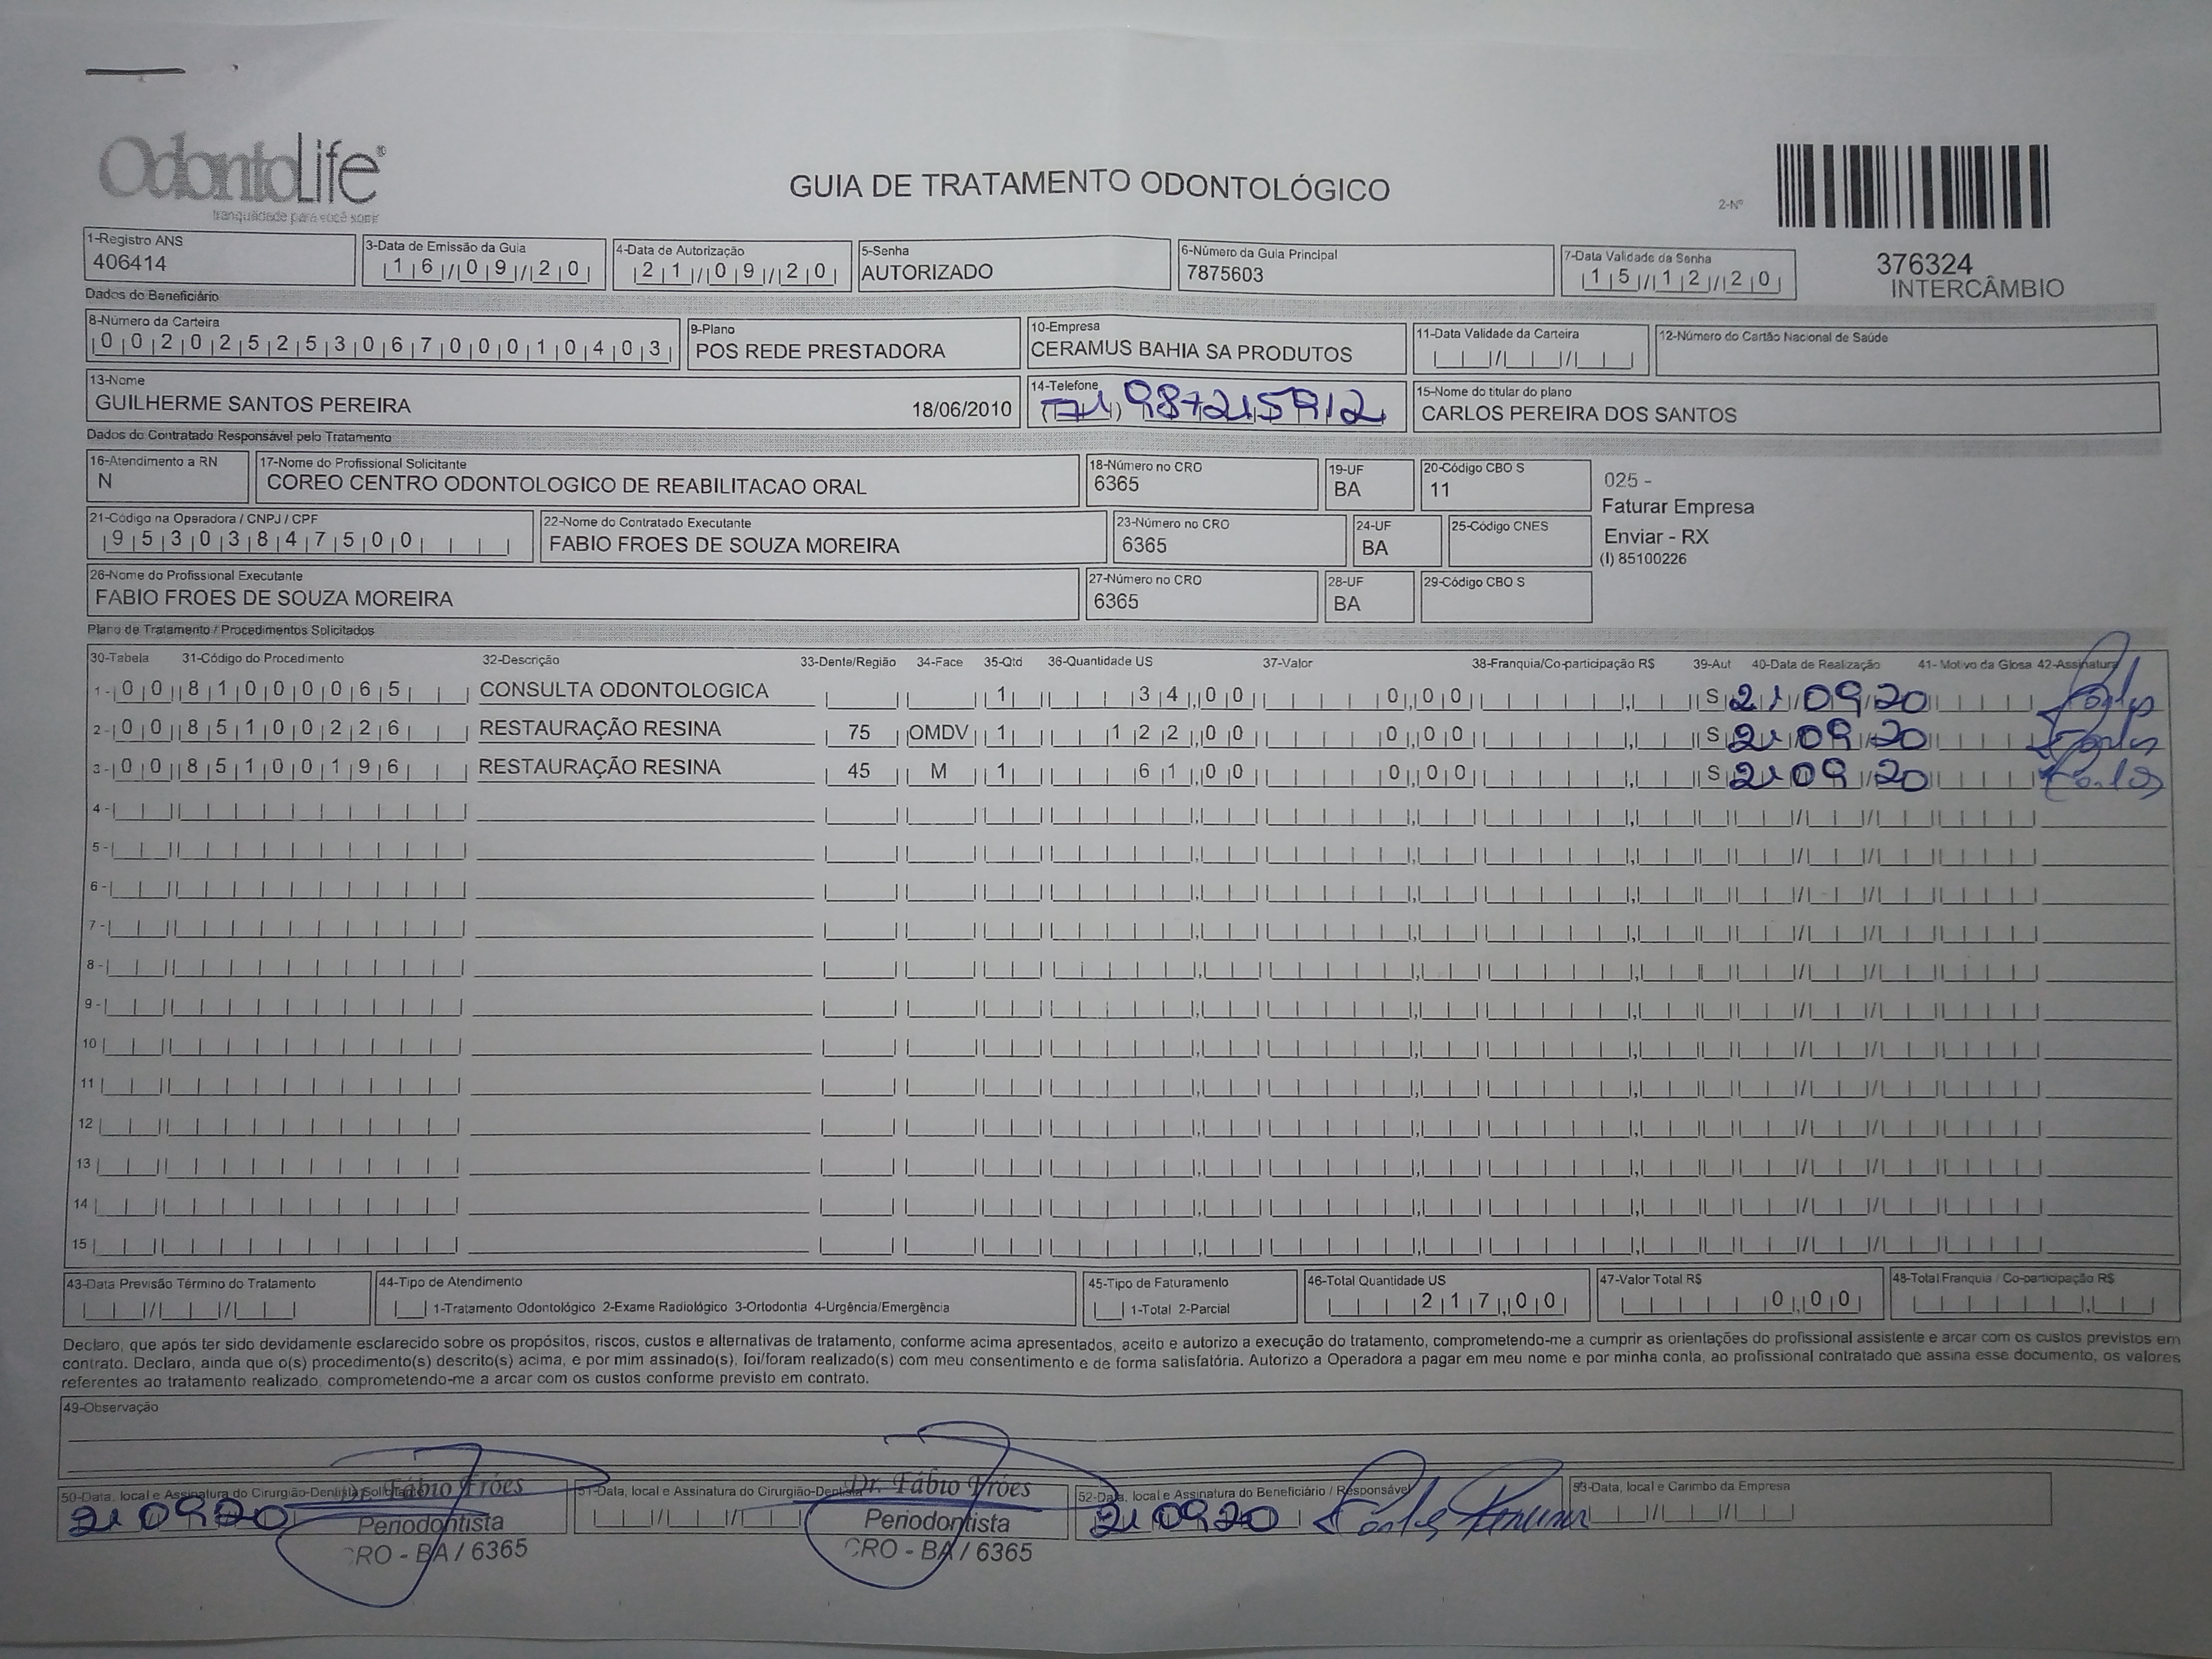 OdontoLife®
tranquilidade para você sorrir
GUIA DE TRATAMENTO ODONTOLÓGICO
2-Nº
376324
INTERCÂMBIO
1-Registro ANS
406414
3-Data de Emissão da Guia
16/09/20
4-Data de Autorização
21/09/20
5-Senha
AUTORIZADO
6-Número da Guia Principal
7875603
7-Data Validade da Senha
15/12/20
Dados do Beneficiário
8-Número da Carteira
00202525306700010403
9-Plano
POS REDE PRESTADORA
10-Empresa
CERAMUS BAHIA SA PRODUTOS
11-Data Validade da Carteira
12-Número do Cartão Nacional de Saúde
13-Nome
GUILHERME SANTOS PEREIRA 18/06/2010
14-Telefone
(71) 987215912
15-Nome do titular do plano
CARLOS PEREIRA DOS SANTOS
Dados do Contratado Responsável pelo Tratamento
16-Atendimento a RN
N
17-Nome do Profissional Solicitante
COREO CENTRO ODONTOLOGICO DE REABILITACAO ORAL
18-Número no CRO
6365
19-UF
BA
20-Código CBO S
11
025 -
Faturar Empresa
Enviar - RX
(I) 85100226
21-Código na Operadora / CNPJ / CPF
95303847500
22-Nome do Contratado Executante
FABIO FROES DE SOUZA MOREIRA
23-Número no CRO
6365
24-UF
BA
25-Código CNES
26-Nome do Profissional Executante
FABIO FROES DE SOUZA MOREIRA
27-Número no CRO
6365
28-UF
BA
29-Código CBO S
Plano de Tratamento / Procedimentos Solicitados
30-Tabela 31-Código do Procedimento 32-Descrição 33-Dente/Região 34-Face 35-Qtd 36-Quantidade US 37-Valor 38-Franquia/Co-participação R$ 39-Aut 40-Data de Realização 41- Motivo da Glosa 42-Assinatura
1- 00 81000065 CONSULTA ODONTOLOGICA 1 34,00 0,00 S 21/09/20 Carlos
2- 00 85100226 RESTAURAÇÃO RESINA 75 OMDV 1 122,00 0,00 S 21/09/20 Carlos
3- 00 85100196 RESTAURAÇÃO RESINA 45 M 1 61,00 0,00 S 21/09/20 Carlos
4-
5-
6-
7-
8-
9-
10
11
12
13
14
15
43-Data Previsão Término do Tratamento
44-Tipo de Atendimento
1-Tratamento Odontológico 2-Exame Radiológico 3-Ortodontia 4-Urgência/Emergência
45-Tipo de Faturamento
1-Total 2-Parcial
46-Total Quantidade US
217,00
47-Valor Total R$
0,00
48-Total Franquia / Co-participação R$
Declaro, que após ter sido devidamente esclarecido sobre os propósitos, riscos, custos e alternativas de tratamento, conforme acima apresentados, aceito e autorizo a execução do tratamento, comprometendo-me a cumprir as orientações do profissional assistente e arcar com os custos previstos em
contrato. Declaro, ainda que o(s) procedimento(s) descrito(s) acima, e por mim assinado(s), foi/foram realizado(s) com meu consentimento e de forma satisfatória. Autorizo a Operadora a pagar em meu nome e por minha conta, ao profissional contratado que assina esse documento, os valores
referentes ao tratamento realizado, comprometendo-me a arcar com os custos conforme previsto em contrato.
49-Observação
50-Data, local e Assinatura do Cirurgião-Dentista Solicitante
21 09 20
Dr. Fábio Fróes
Periodontista
CRO - BA / 6365
51-Data, local e Assinatura do Cirurgião-Dentista
Dr. Fábio Fróes
Periodontista
CRO - BA / 6365
52-Data, local e Assinatura do Beneficiário / Responsável
21 09 20 Carlos Pereira
53-Data, local e Carimbo da Empresa